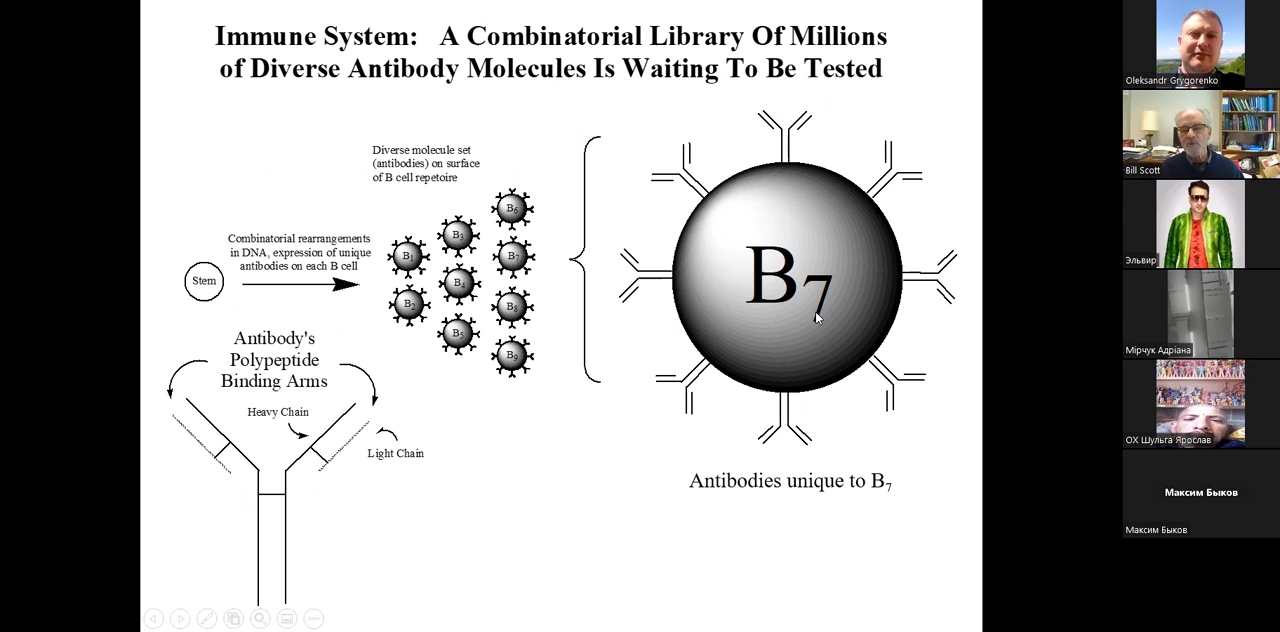 Immune System: A Combinatorial Library Of Millions
of Diverse Antibody Molecules Is Waiting To Be Tested
Diverse molecule set
(antibodies) on surface
of B cell repetoire
Combinatorial rearrangements
in DNA, expression of unique
antibodies on each B cell
Stem
B1
B2
B3
B4
B5
B6
B7
B8
B9
B7
Antibodies unique to B7
Antibody's
Polypeptide
Binding Arms
Heavy Chain
Light Chain
Oleksandr Grygorenko
Bill Scott
Эльвир
Мірчук Адріана
ОХ Шульга Ярослав
Максим Быков
Максим Быков